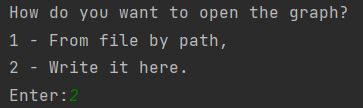 How do you want to open the graph?
1 - From file by path,
2 - Write it here.
Enter:2